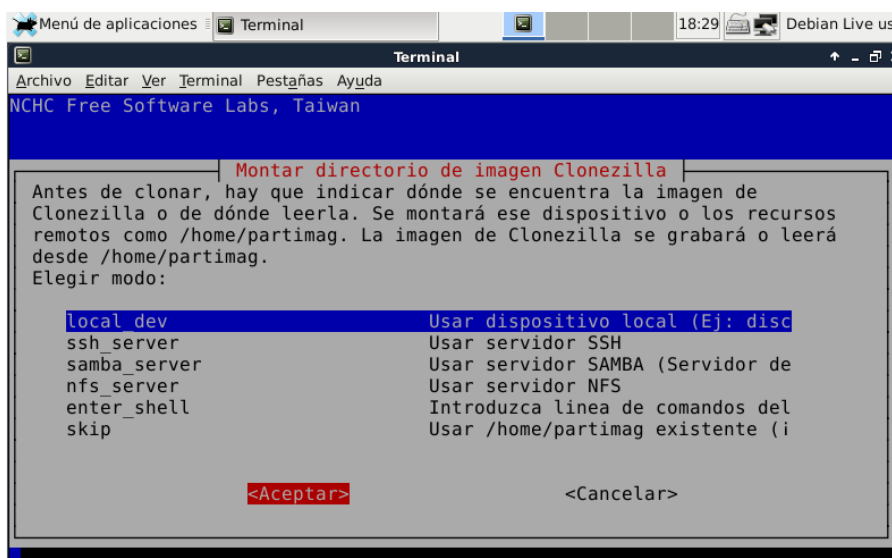 Menú de aplicaciones Terminal 18:29 Debian Live us
Terminal
Archivo Editar Ver Terminal Pestañas Ayuda
NCHC Free Software Labs, Taiwan
Montar directorio de imagen Clonezilla
Antes de clonar, hay que indicar dónde se encuentra la imagen de
Clonezilla o de dónde leerla. Se montará ese dispositivo o los recursos
remotos como /home/partimag. La imagen de Clonezilla se grabará o leerá
desde /home/partimag.
Elegir modo:
local_dev Usar dispositivo local (Ej: disc
ssh_server Usar servidor SSH
samba_server Usar servidor SAMBA (Servidor de
nfs_server Usar servidor NFS
enter_shell Introduzca linea de comandos del
skip Usar /home/partimag existente (i
<Aceptar> <Cancelar>